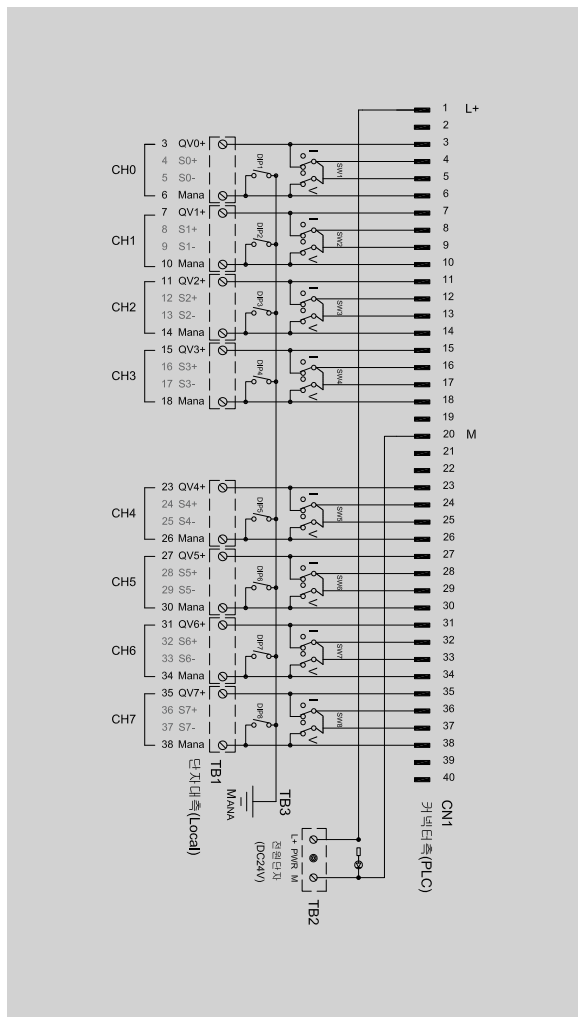 1 L+
2
3 QV0+ 3
4 S0+ DIP1 SW1 I V 4
CH0
5 S0- 5
6 Mana 6
7 QV1+ 7
8 S1+ DIP2 SW2 I V 8
CH1
9 S1- 9
10 Mana 10
11 QV2+ 11
12 S2+ DIP3 SW3 I V 12
CH2
13 S2- 13
14 Mana 14
15 QV3+ 15
16 S3+ DIP4 SW4 I V 16
CH3
17 S3- 17
18 Mana 18
19
20 M
21
22
23 QV4+ 23
24 S4+ DIP5 SW5 I V 24
CH4
25 S4- 25
26 Mana 26
27 QV5+ 27
28 S5+ DIP6 SW6 I V 28
CH5
29 S5- 29
30 Mana 30
31 QV6+ 31
32 S6+ DIP7 SW7 I V 32
CH6
33 S6- 33
34 Mana 34
35 QV7+ 35
36 S7+ DIP8 SW8 I V 36
CH7
37 S7- 37
38 Mana 38
39
40
TB1
단자대측(Local)
TB3
MANA
CN1
커넥터측(PLC)
L+ PWR M
전원단자
(DC24V)
TB2